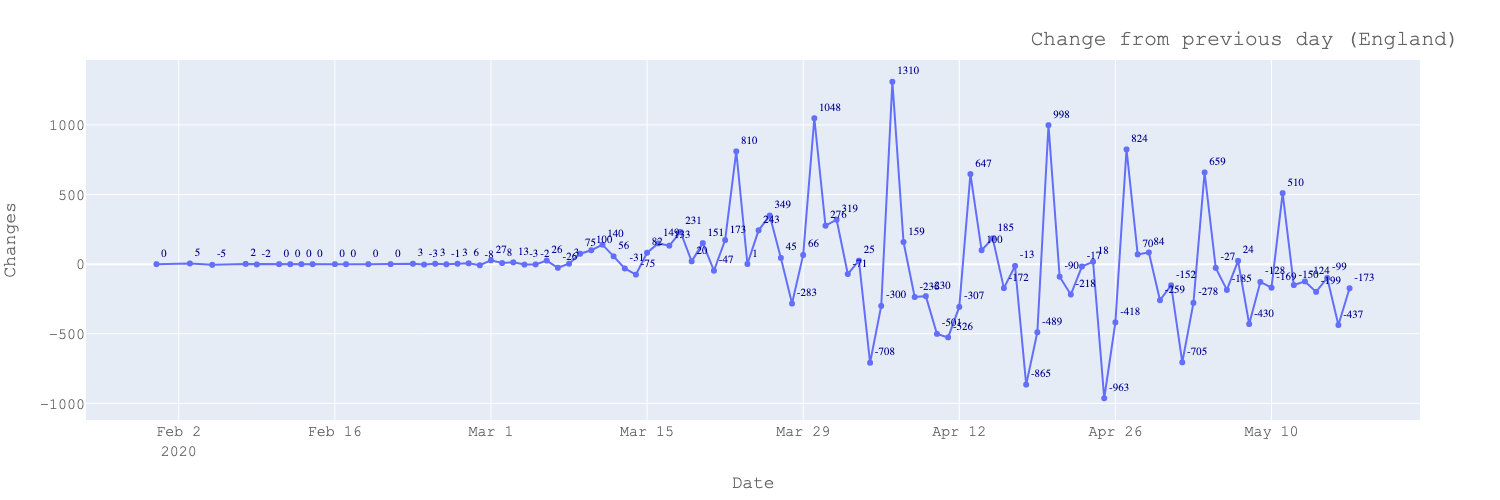 Change from previous day (England)
Changes
1000
500
0
−500
−1000
0 5 -5 2 -2 0 0 0 0 0 0 0 0 3 -3 3 -1 3 6 -8 27 8 13 -3 -2 26 -26 3 75 100 140 56 -31 -75 82 149 133 231 20 151 -47 173 810 1 243 349 45 -283 66 1048 276 319 -71 25 -708 -300 1310 159 -236 -230 -501 -526 -307 647 100 185 -172 -13 -865 -489 998 -90 -218 -17 18 -963 -418 824 70 84 -259 -152 -705 -278 659 -27 -185 24 -430 -128 -169 510 -150 -124 -199 -99 -437 -173
Feb 2 Feb 16 Mar 1 Mar 15 Mar 29 Apr 12 Apr 26 May 10
2020
Date